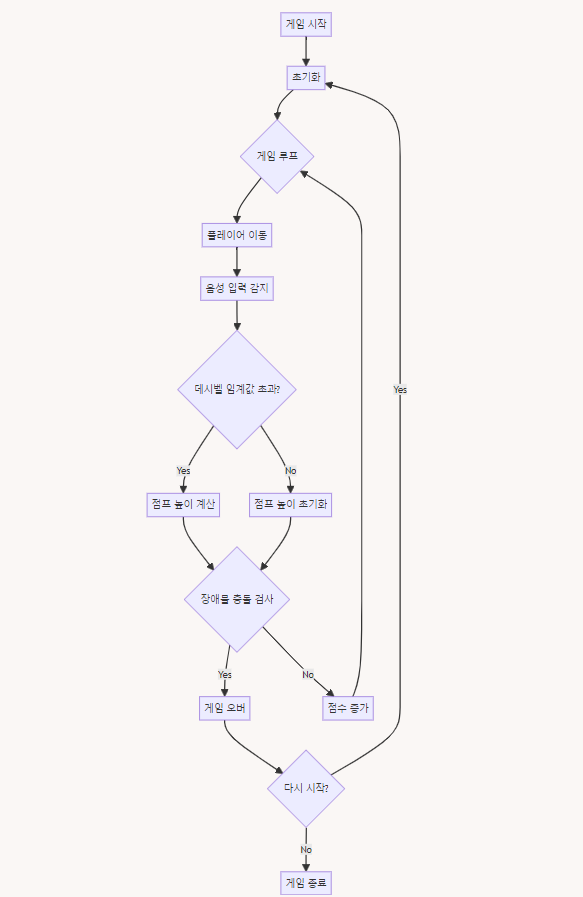 게임 시작
초기화
게임 루프
플레이어 이동
음성 입력 감지
데시벨 임계값 초과?
Yes
Yes
No
점프 높이 계산
점프 높이 초기화
장애물 충돌 검사
Yes
No
게임 오버
점수 증가
다시 시작?
No
게임 종료